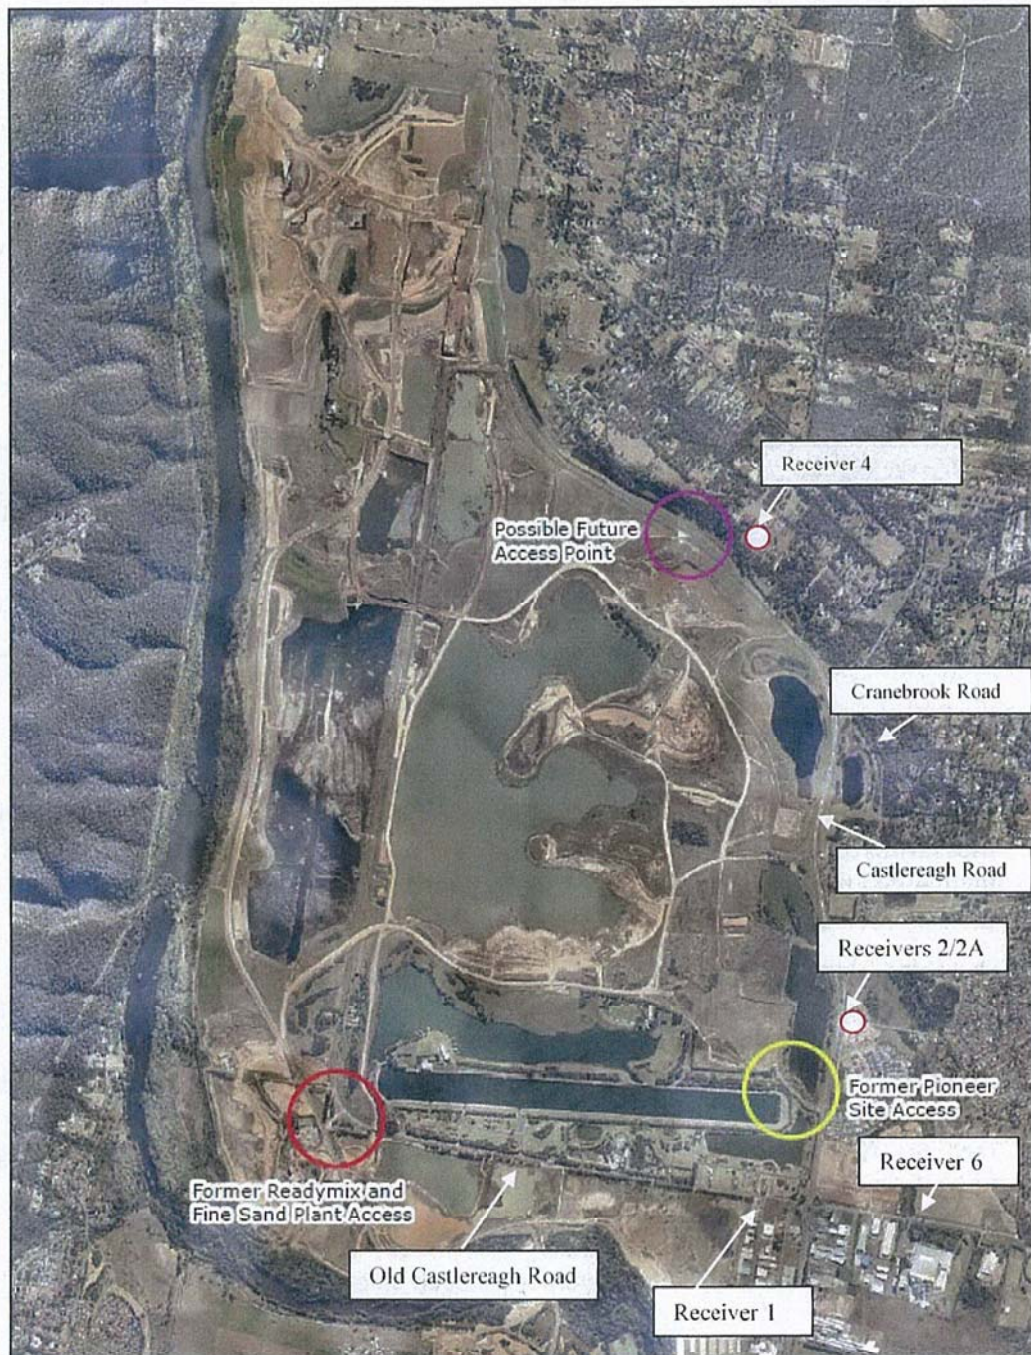 Receiver 4
Possible Future
Access Point
Cranebrook Road
Castlereagh Road
Receivers 2/2A
Former Pioneer
Site Access
Receiver 6
Former Readymix and
Fine Sand Plant Access
Old Castlereagh Road
Receiver 1